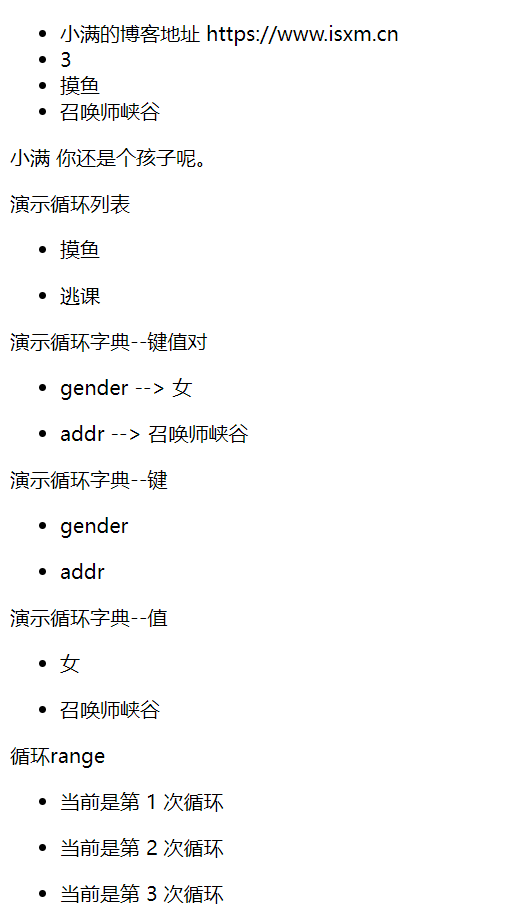 小满的博客地址 https://www.isxm.cn
3
摸鱼
召唤师峡谷
小满 你还是个孩子呢。
演示循环列表
摸鱼
逃课
演示循环字典--键值对
gender --> 女
addr --> 召唤师峡谷
演示循环字典--键
gender
addr
演示循环字典--值
女
召唤师峡谷
循环range
当前是第 1 次循环
当前是第 2 次循环
当前是第 3 次循环